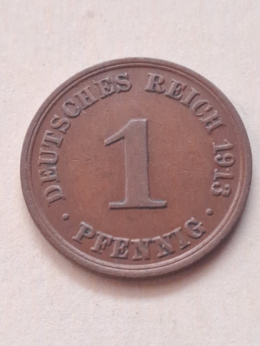 DEUTSCHES REICH 1913
1
· PFENNIG ·